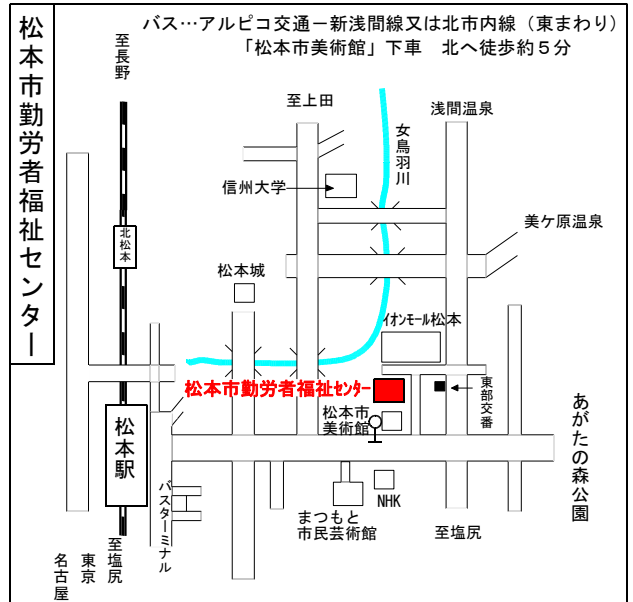 松本市勤労者福祉センター
バス…アルピコ交通－新浅間線又は北市内線（東まわり）
「松本市美術館」下車　北へ徒歩約５分
至長野
至上田
浅間温泉
女鳥羽川
信州大学
美ケ原温泉
北松本
松本城
イオンモール松本
松本市勤労者福祉センター
東部交番
松本市
美術館
あがたの森公園
松本駅
バスターミナル
NHK
まつもと
市民芸術館
至塩尻
至塩尻
東京
名古屋